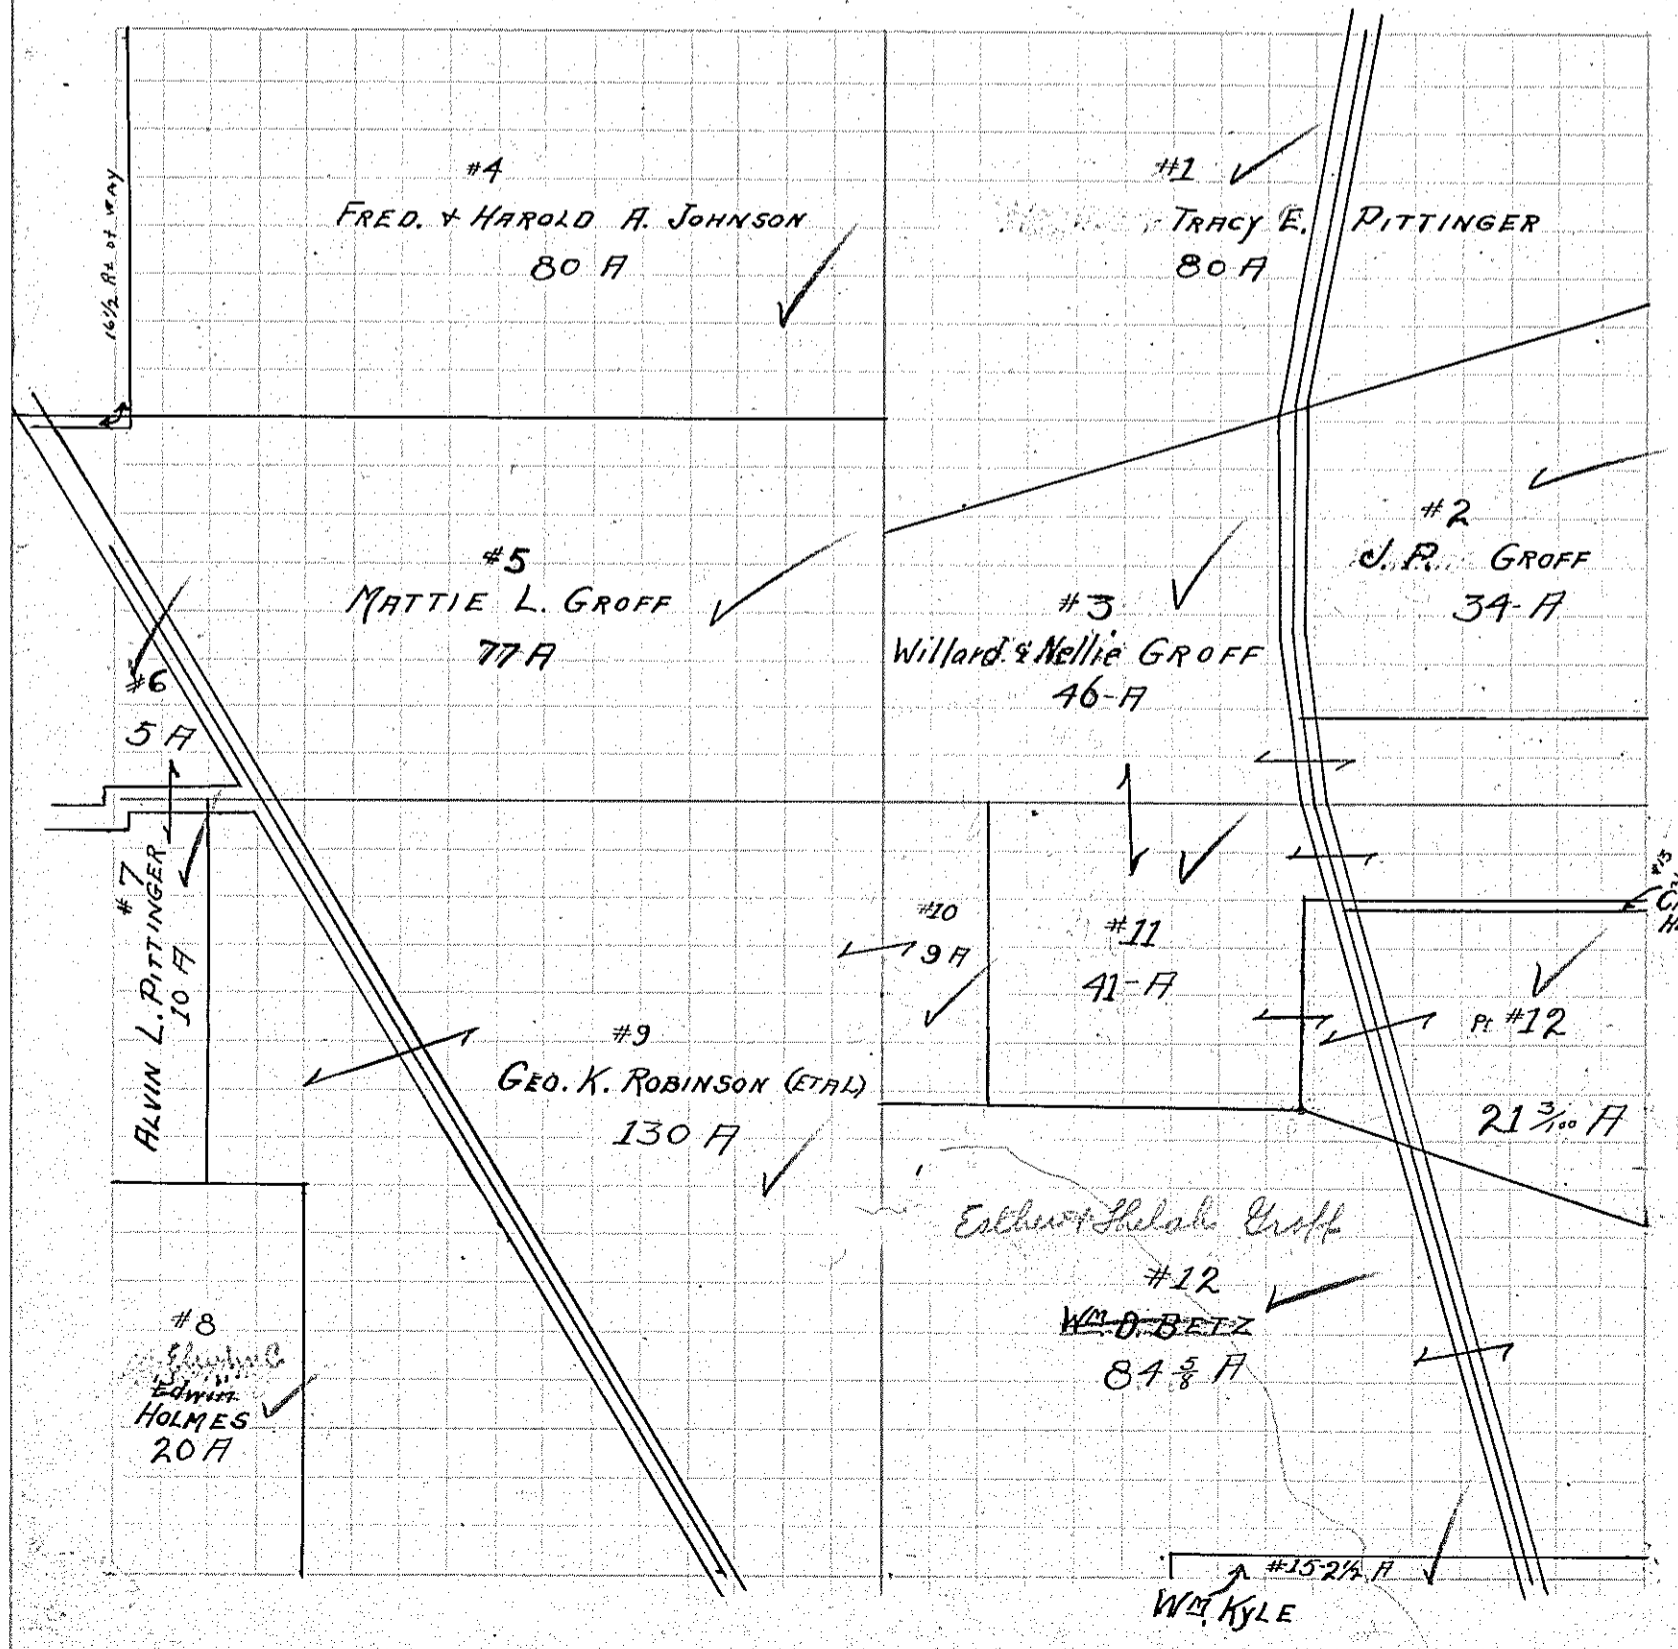 #4
FRED. & HAROLD A. JOHNSON
80 A
16½ Rt of way
#1
TRACY E. PITTINGER
80 A
#2
J. P. GROFF
34-A
#3
Willard & Nellie GROFF
46-A
#5
MATTIE L. GROFF
77 A
#6
5 A
#7
ALVIN L. PITTINGER
10 A
#8
Edwin
HOLMES
20 A
#9
GEO. K. ROBINSON (ETAL)
130 A
#10
9 A
#11
41-A
Pt #12
21 3/100 A
Groff
#12
WM. D. BETZ
84 5/8 A
#15-2½ A
WM. KYLE